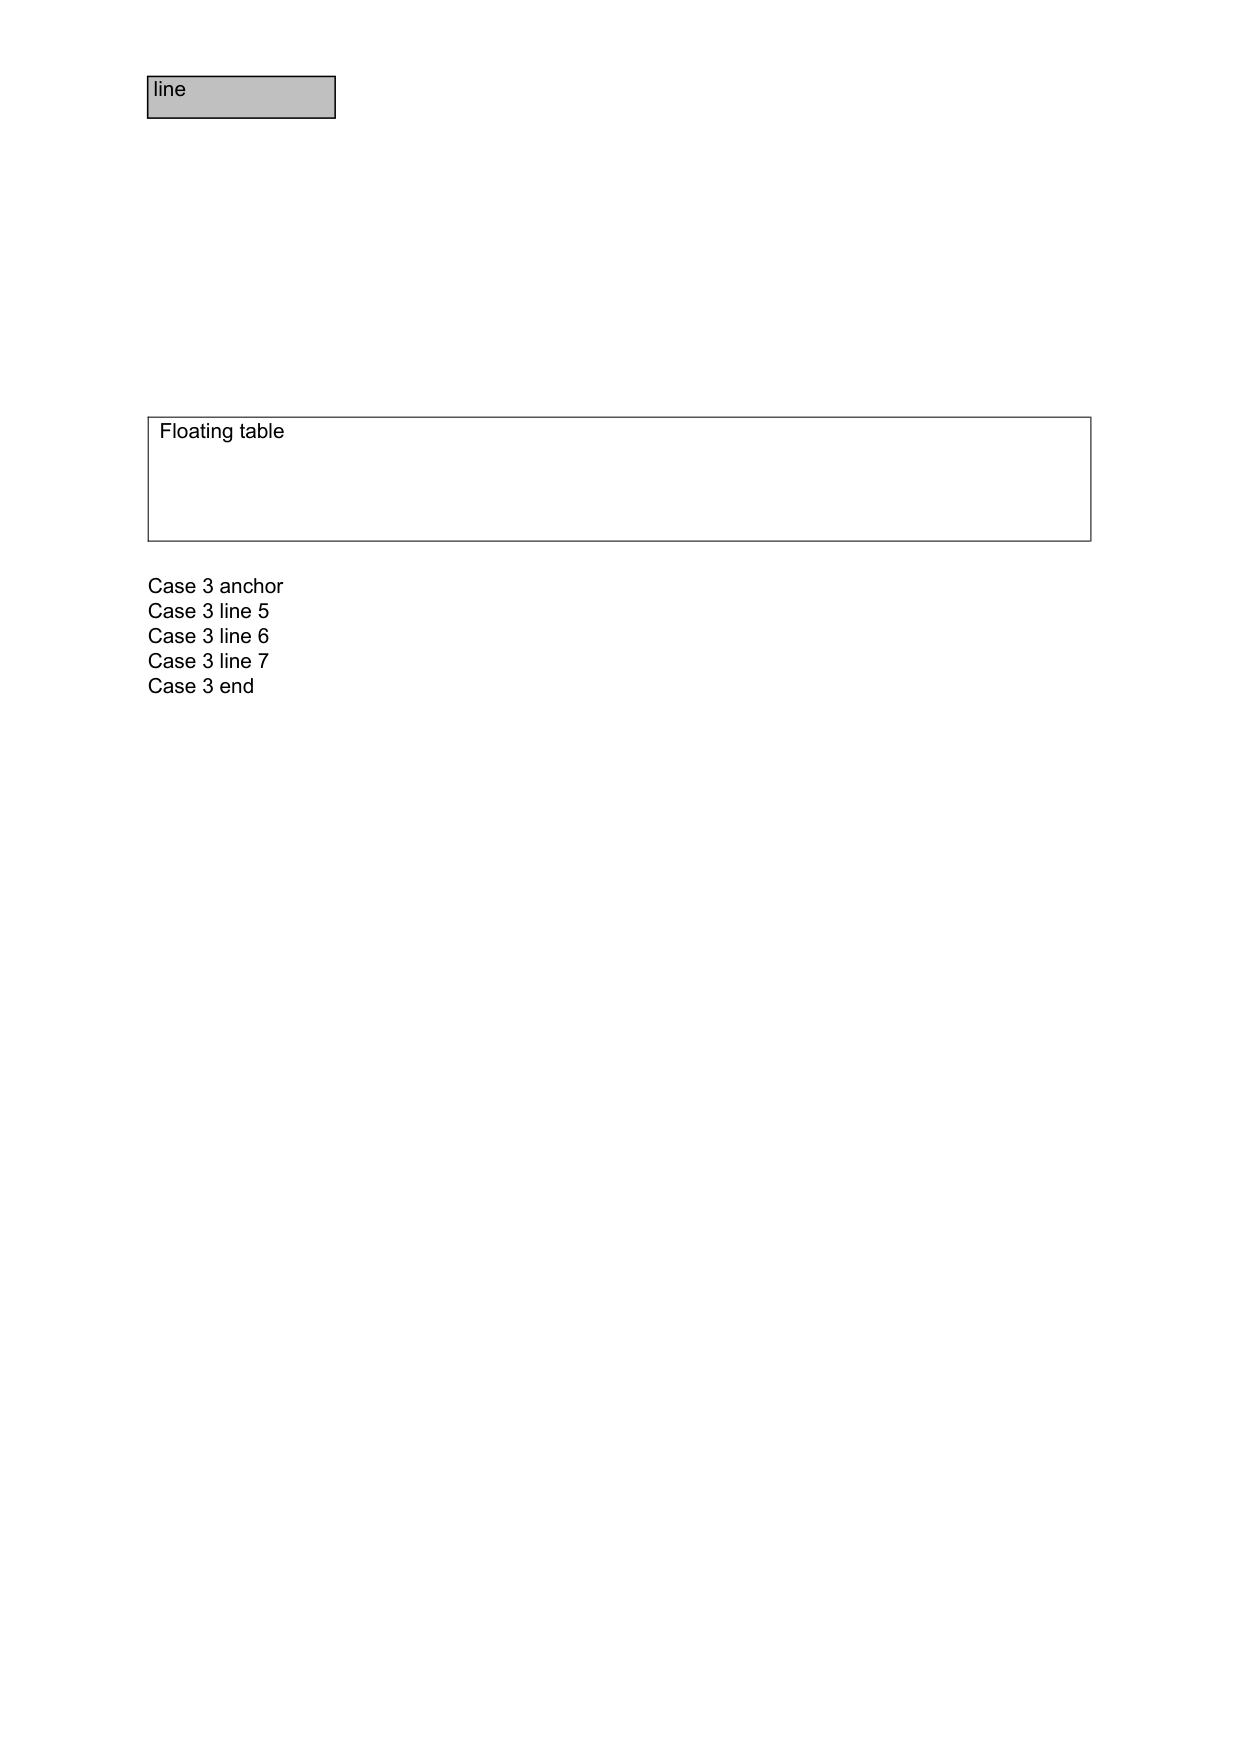 line
Floating table
Case 3 anchor
Case 3 line 5
Case 3 line 6
Case 3 line 7
Case 3 end